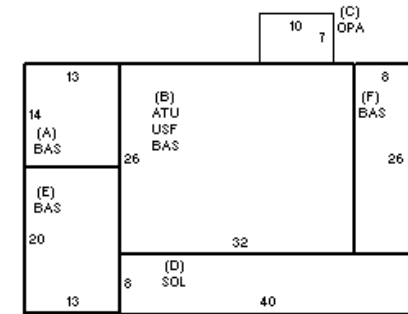 (C)
10 OPA
7
13
8
(B)
(F)
ATU
BAS
14
USF
(A)
BAS
BAS
26
26
(E)
BAS
20
32
(D)
8 SOL
13
40